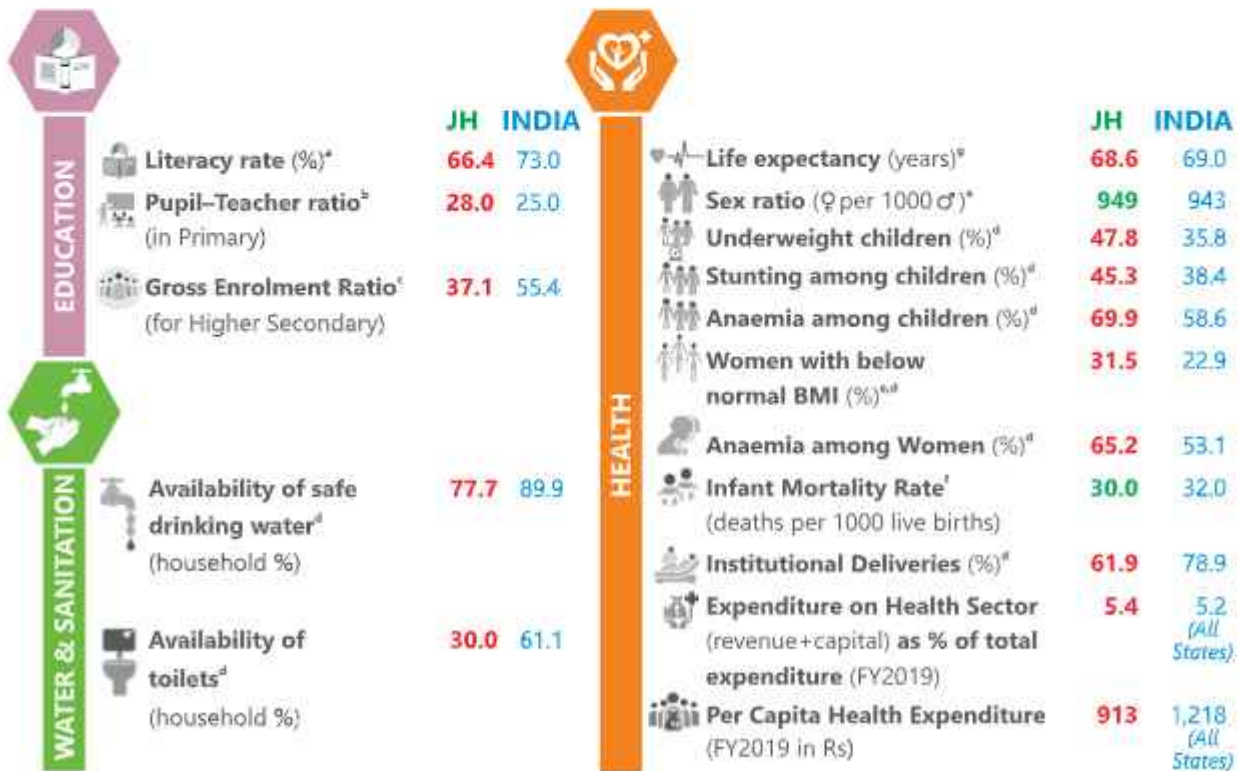 EDUCATION
JH INDIA
Literacy rate (%)ᵃ 66.4 73.0
Pupil–Teacher ratioᵇ 28.0 25.0
(in Primary)
Gross Enrolment Ratioᶜ 37.1 55.4
(for Higher Secondary)
WATER & SANITATION
Availability of safe 77.7 89.9
drinking waterᵈ
(household %)
Availability of 30.0 61.1
toiletsᵈ
(household %)
HEALTH
JH INDIA
Life expectancy (years) 68.6 69.0
Sex ratio (♀ per 1000 ♂) 949 943
Underweight children (%)ᵈ 47.8 35.8
Stunting among children (%)ᵈ 45.3 38.4
Anaemia among children (%)ᵈ 69.9 58.6
Women with below 31.5 22.9
normal BMI (%)ᵉ,ᵈ
Anaemia among Women (%)ᵈ 65.2 53.1
Infant Mortality Rateᶠ 30.0 32.0
(deaths per 1000 live births)
Institutional Deliveries (%)ᵈ 61.9 78.9
Expenditure on Health Sector 5.4 5.2
(revenue+capital) as % of total (All
expenditure (FY2019) States)
Per Capita Health Expenditure 913 1,218
(FY2019 in Rs) (All
States)